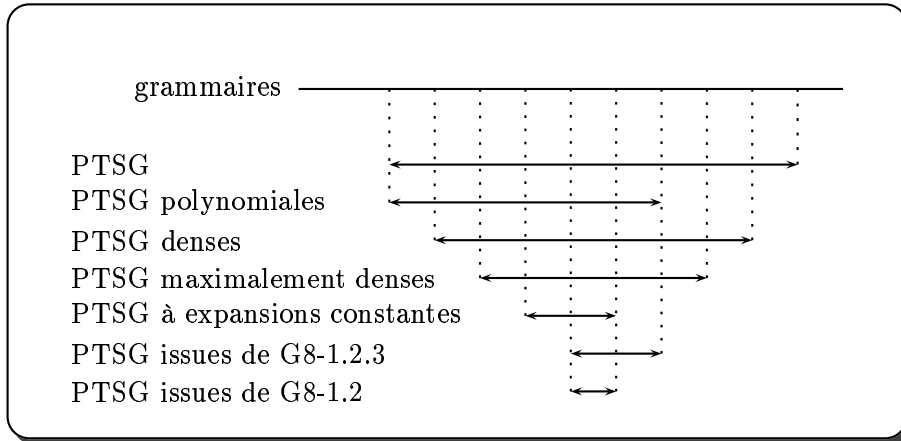 grammaires
PTSG
PTSG polynomiales
PTSG denses
PTSG maximalement denses
PTSG à expansions constantes
PTSG issues de G8-1.2.3
PTSG issues de G8-1.2